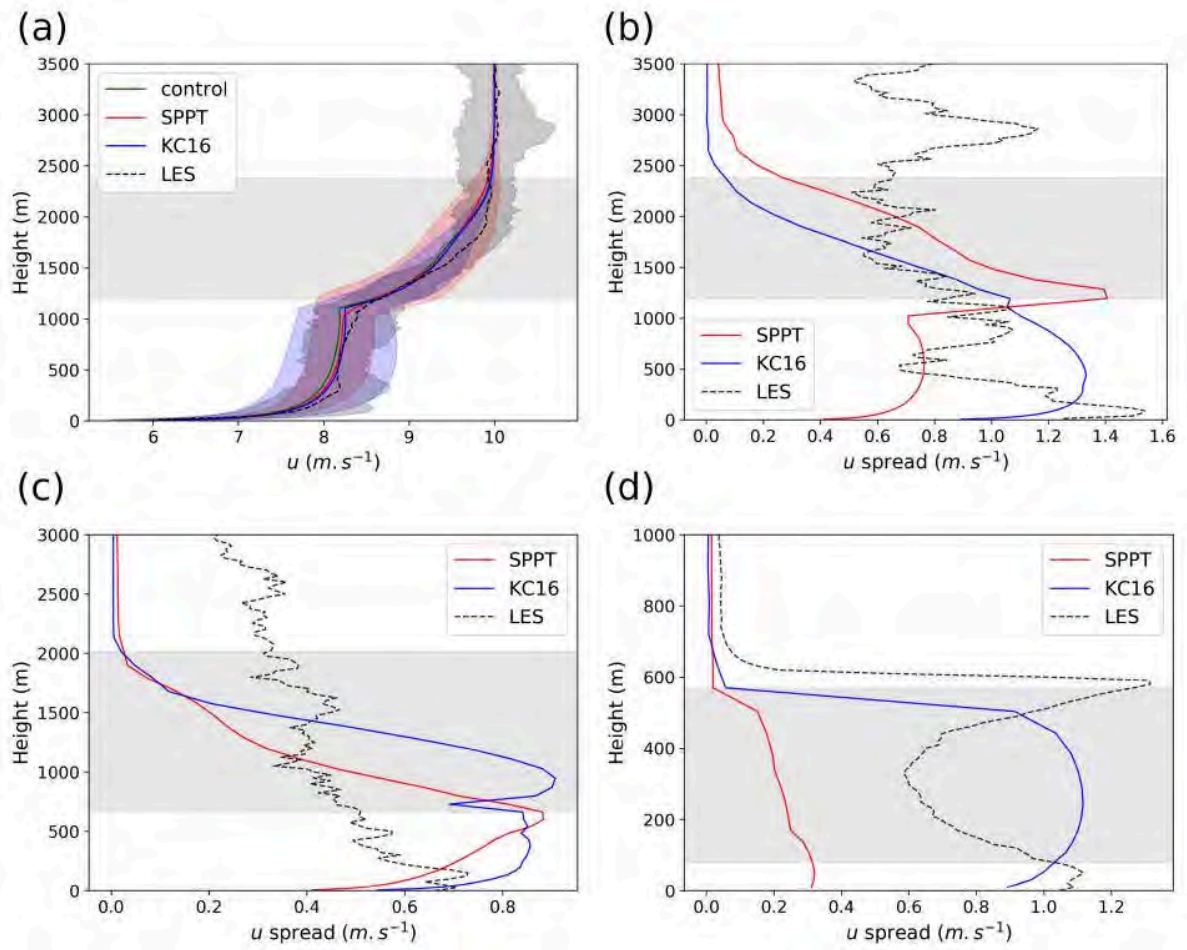 (a)
3500
3000
2500
2000
1500
1000
500
0
Height (m)
control
SPPT
KC16
LES
6 7 8 9 10
u (m.s⁻¹)
(b)
3500
3000
2500
2000
1500
1000
500
0
Height (m)
SPPT
KC16
LES
0.0 0.2 0.4 0.6 0.8 1.0 1.2 1.4 1.6
u spread (m.s⁻¹)
(c)
3000
2500
2000
1500
1000
500
0
Height (m)
SPPT
KC16
LES
0.0 0.2 0.4 0.6 0.8
u spread (m.s⁻¹)
(d)
1000
800
600
400
200
0
Height (m)
SPPT
KC16
LES
0.0 0.2 0.4 0.6 0.8 1.0 1.2
u spread (m.s⁻¹)